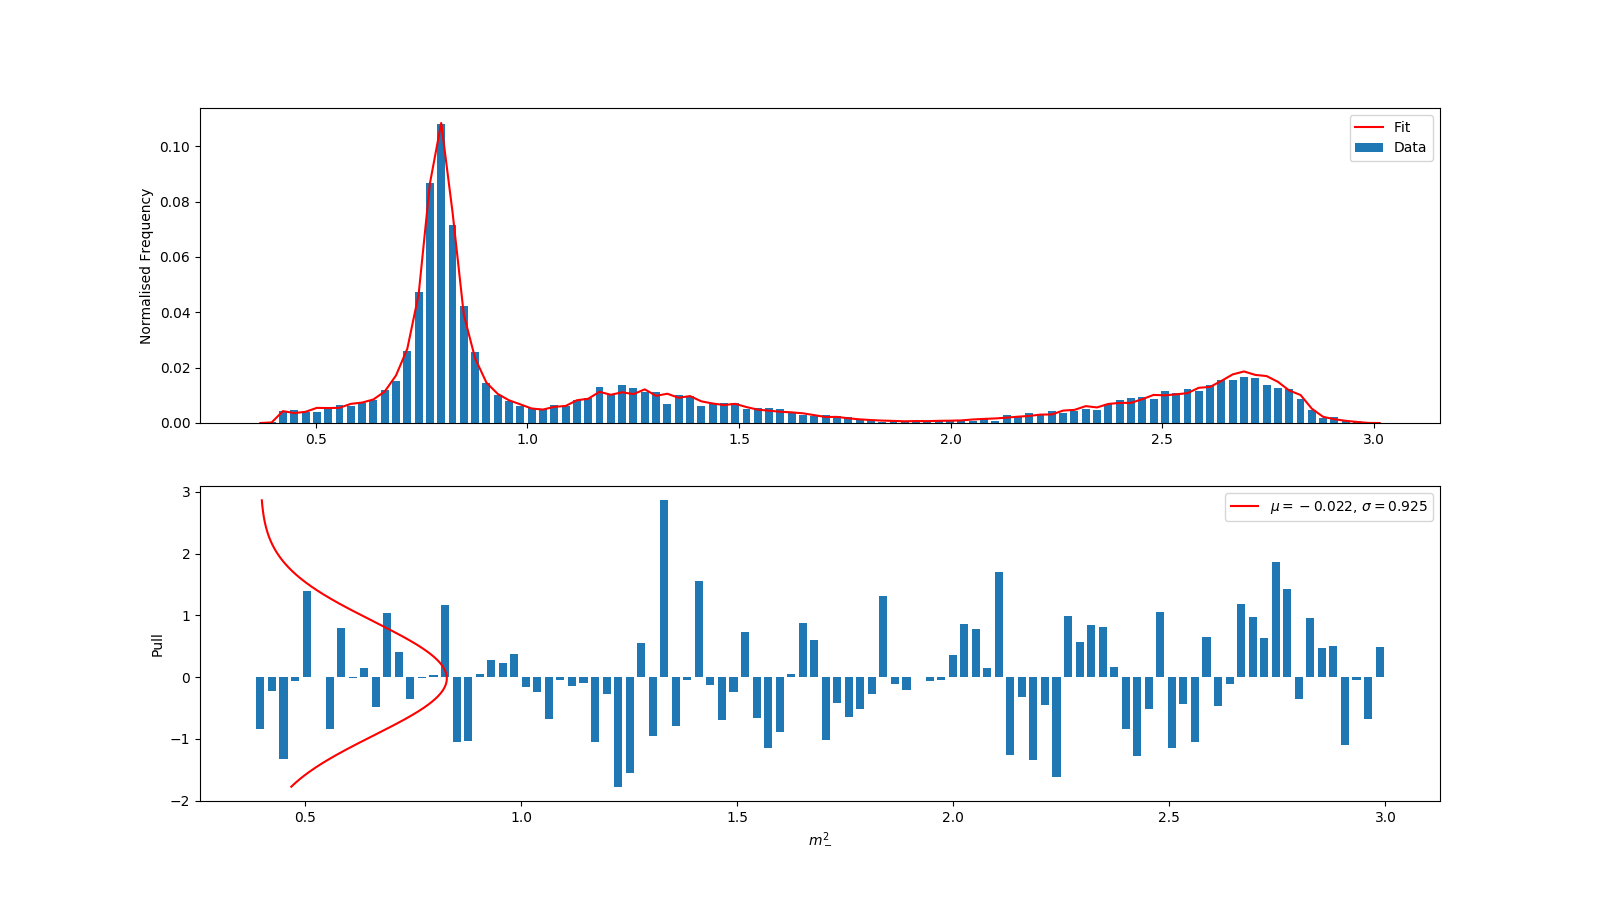 Normalised Frequency
0.10
0.08
0.06
0.04
0.02
0.00
0.5 1.0 1.5 2.0 2.5 3.0
Fit
Data
Pull
3
2
1
0
−1
−2
0.5 1.0 1.5 2.0 2.5 3.0
μ = −0.022, σ = 0.925
m²₋